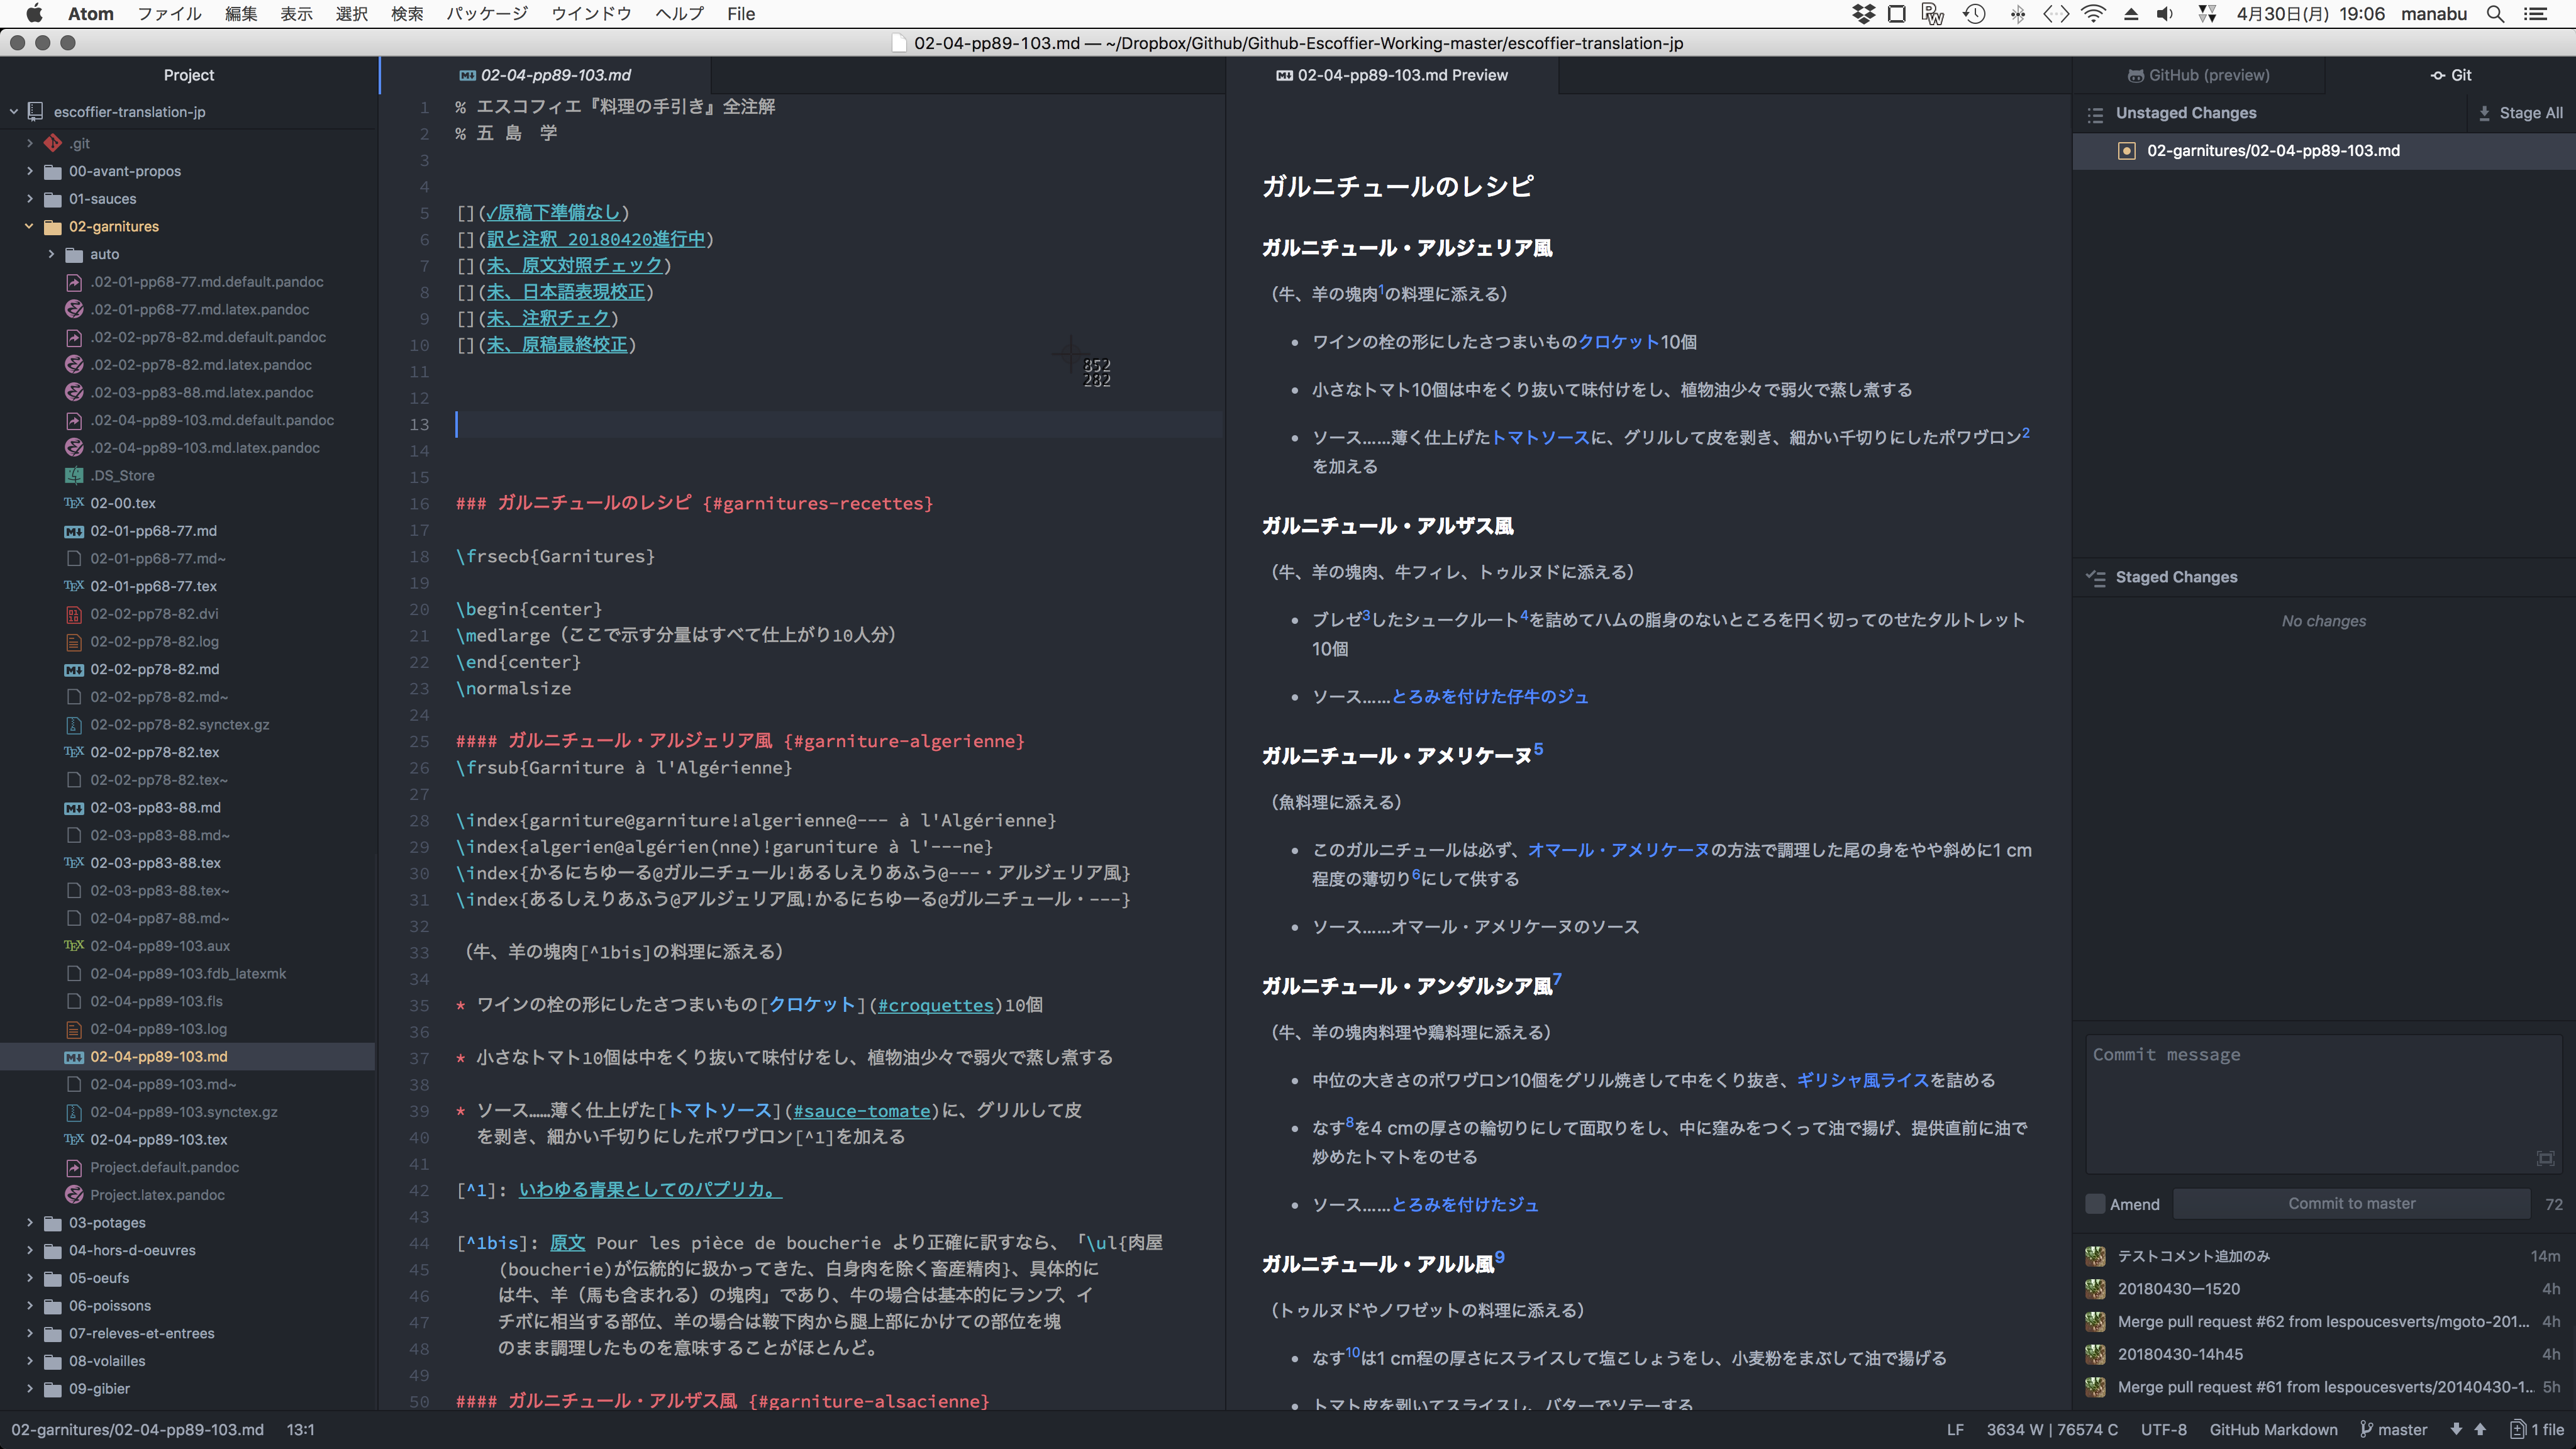 Atom ファイル 編集 表示 選択 検索 パッケージ ウインドウ ヘルプ File
4月30日(月) 19:06 manabu
02-04-pp89-103.md — ~/Dropbox/Github/Github-Escoffier-Working-master/escoffier-translation-jp
Project
escoffier-translation-jp
.git
00-avant-propos
01-sauces
02-garnitures
auto
.02-01-pp68-77.md.default.pandoc
.02-01-pp68-77.md.latex.pandoc
.02-02-pp78-82.md.default.pandoc
.02-02-pp78-82.md.latex.pandoc
.02-03-pp83-88.md.latex.pandoc
.02-04-pp89-103.md.default.pandoc
.02-04-pp89-103.md.latex.pandoc
.DS_Store
02-00.tex
02-01-pp68-77.md
02-01-pp68-77.md~
02-01-pp68-77.tex
02-02-pp78-82.dvi
02-02-pp78-82.log
02-02-pp78-82.md
02-02-pp78-82.md~
02-02-pp78-82.synctex.gz
02-02-pp78-82.tex
02-02-pp78-82.tex~
02-03-pp83-88.md
02-03-pp83-88.md~
02-03-pp83-88.tex
02-03-pp83-88.tex~
02-04-pp87-88.md~
02-04-pp89-103.aux
02-04-pp89-103.fdb_latexmk
02-04-pp89-103.fls
02-04-pp89-103.log
02-04-pp89-103.md
02-04-pp89-103.md~
02-04-pp89-103.synctex.gz
02-04-pp89-103.tex
Project.default.pandoc
Project.latex.pandoc
03-potages
04-hors-d-oeuvres
05-oeufs
06-poissons
07-releves-et-entrees
08-volailles
09-gibier
02-04-pp89-103.md
1 % エスコフィエ『料理の手引き』全注解
2 % 五 島　学
3
4
5 [](✓原稿下準備なし)
6 [](訳と注釈 20180420進行中)
7 [](未、原文対照チェック)
8 [](未、日本語表現校正)
9 [](未、注釈チェク)
10 [](未、原稿最終校正)
11
12
13
14
15
16 ### ガルニチュールのレシピ {#garnitures-recettes}
17
18 \frsecb{Garnitures}
19
20 \begin{center}
21 \medlarge（ここで示す分量はすべて仕上がり10人分）
22 \end{center}
23 \normalsize
24
25 #### ガルニチュール・アルジェリア風 {#garniture-algerienne}
26 \frsub{Garniture à l'Algérienne}
27
28 \index{garniture@garniture!algerienne@--- à l'Algérienne}
29 \index{algerien@algérien(nne)!garuniture à l'---ne}
30 \index{かるにちゆーる@ガルニチュール!あるしえりあふう@---・アルジェリア風}
31 \index{あるしえりあふう@アルジェリア風!かるにちゆーる@ガルニチュール・---}
32
33 （牛、羊の塊肉[^1bis]の料理に添える）
34
35 * ワインの栓の形にしたさつまいもの[クロケット](#croquettes)10個
36
37 * 小さなトマト10個は中をくり抜いて味付けをし、植物油少々で弱火で蒸し煮する
38
39 * ソース……薄く仕上げた[トマトソース](#sauce-tomate)に、グリルして皮
40 を剥き、細かい千切りにしたポワヴロン[^1]を加える
41
42 [^1]: いわゆる青果としてのパプリカ。
43
44 [^1bis]: 原文 Pour les pièce de boucherie より正確に訳すなら、「\ul{肉屋
45 (boucherie)が伝統的に扱かってきた、白身肉を除く畜産精肉}、具体的に
46 は牛、羊（馬も含まれる）の塊肉」であり、牛の場合は基本的にランプ、イ
47 チボに相当する部位、羊の場合は鞍下肉から腿上部にかけての部位を塊
48 のまま調理したものを意味することがほとんど。
49
50 #### ガルニチュール・アルザス風 {#garniture-alsacienne}
852
282
02-04-pp89-103.md Preview
ガルニチュールのレシピ
ガルニチュール・アルジェリア風
（牛、羊の塊肉1の料理に添える）
• ワインの栓の形にしたさつまいものクロケット10個
• 小さなトマト10個は中をくり抜いて味付けをし、植物油少々で弱火で蒸し煮する
• ソース……薄く仕上げたトマトソースに、グリルして皮を剥き、細かい千切りにしたポワヴロン2
を加える
ガルニチュール・アルザス風
（牛、羊の塊肉、牛フィレ、トゥルヌドに添える）
• ブレゼ3したシュークルート4を詰めてハムの脂身のないところを円く切ってのせたタルトレット
10個
• ソース……とろみを付けた仔牛のジュ
ガルニチュール・アメリケーヌ5
（魚料理に添える）
• このガルニチュールは必ず、オマール・アメリケーヌの方法で調理した尾の身をやや斜めに1 cm
程度の薄切り6にして供する
• ソース……オマール・アメリケーヌのソース
ガルニチュール・アンダルシア風7
（牛、羊の塊肉料理や鶏料理に添える）
• 中位の大きさのポワヴロン10個をグリル焼きして中をくり抜き、ギリシャ風ライスを詰める
• なす8を4 cmの厚さの輪切りにして面取りをし、中に窪みをつくって油で揚げ、提供直前に油で
炒めたトマトをのせる
• ソース……とろみを付けたジュ
ガルニチュール・アルル風9
（トゥルヌドやノワゼットの料理に添える）
• なす10は1 cm程の厚さにスライスして塩こしょうをし、小麦粉をまぶして油で揚げる
• トマト皮を剥いてスライスし、バターでソテーする
GitHub (preview)
Git
Unstaged Changes
Stage All
02-garnitures/02-04-pp89-103.md
Staged Changes
No changes
Commit message
Amend
Commit to master
72
テストコメント追加のみ 14m
20180430ー1520 4h
Merge pull request #62 from lespoucesverts/mgoto-201... 4h
20180430-14h45 4h
Merge pull request #61 from lespoucesverts/20140430-1... 5h
02-garnitures/02-04-pp89-103.md 13:1
LF 3634 W | 76574 C UTF-8 GitHub Markdown master 1 file